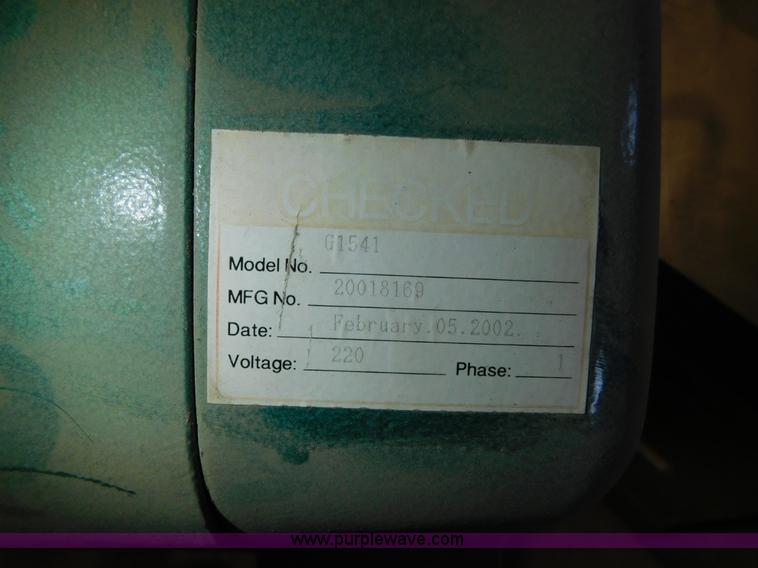 CHECKED
Model No. G1541
MFG No. 20018169
Date: February.05.2002.
Voltage: 220 Phase: 1
www.purplewave.com